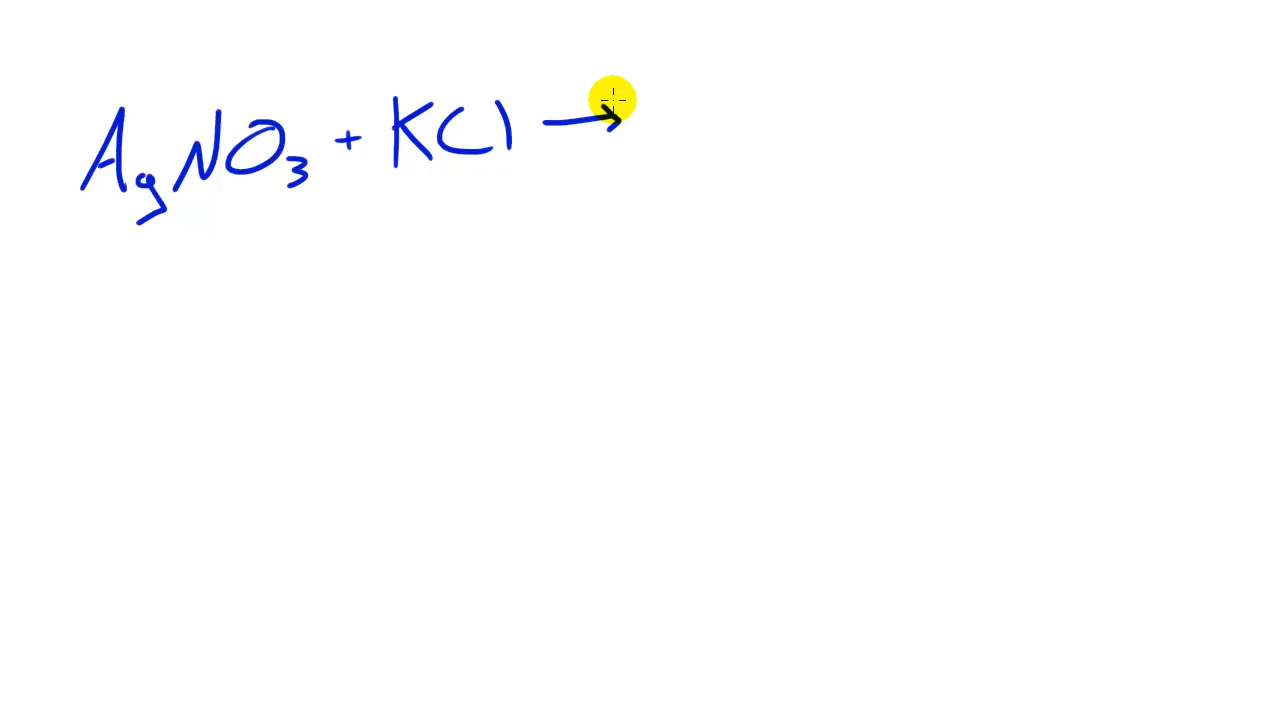 AgNO₃ + KCl →